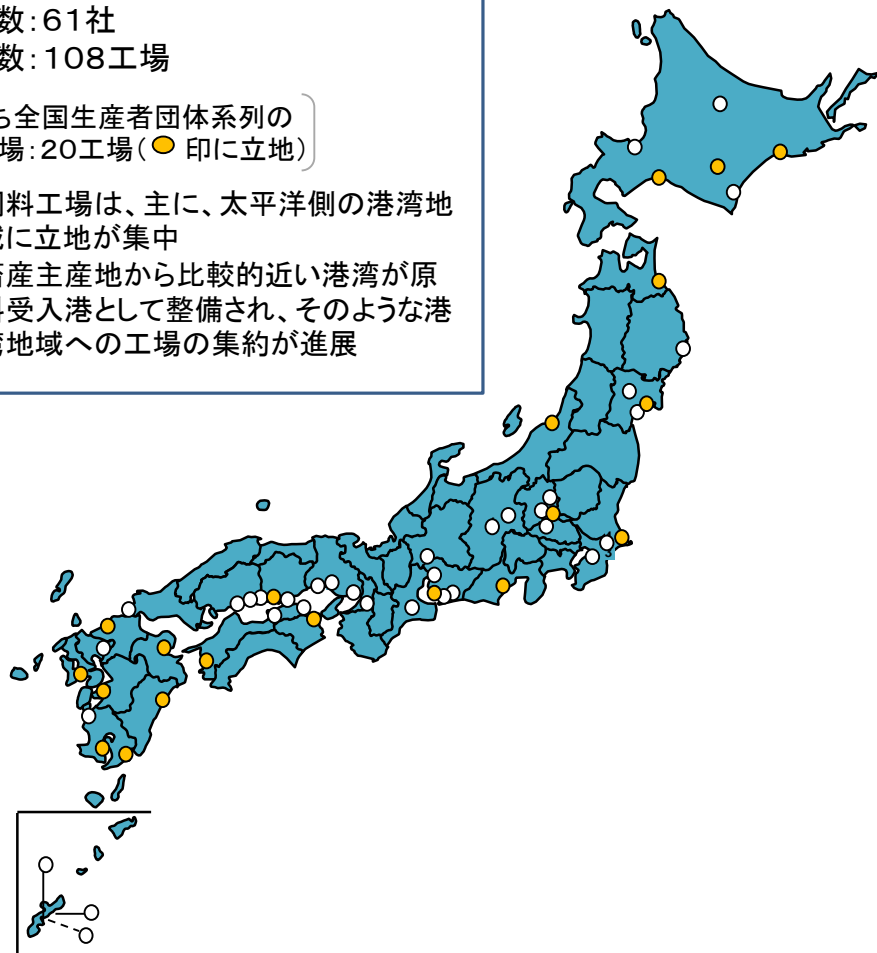 数：61社
数：108工場
ち全国生産者団体系列の
場：20工場（ 印に立地）
料工場は、主に、太平洋側の港湾地
に立地が集中
畜産主産地から比較的近い港湾が原
受入港として整備され、そのような港
地域への工場の集約が進展